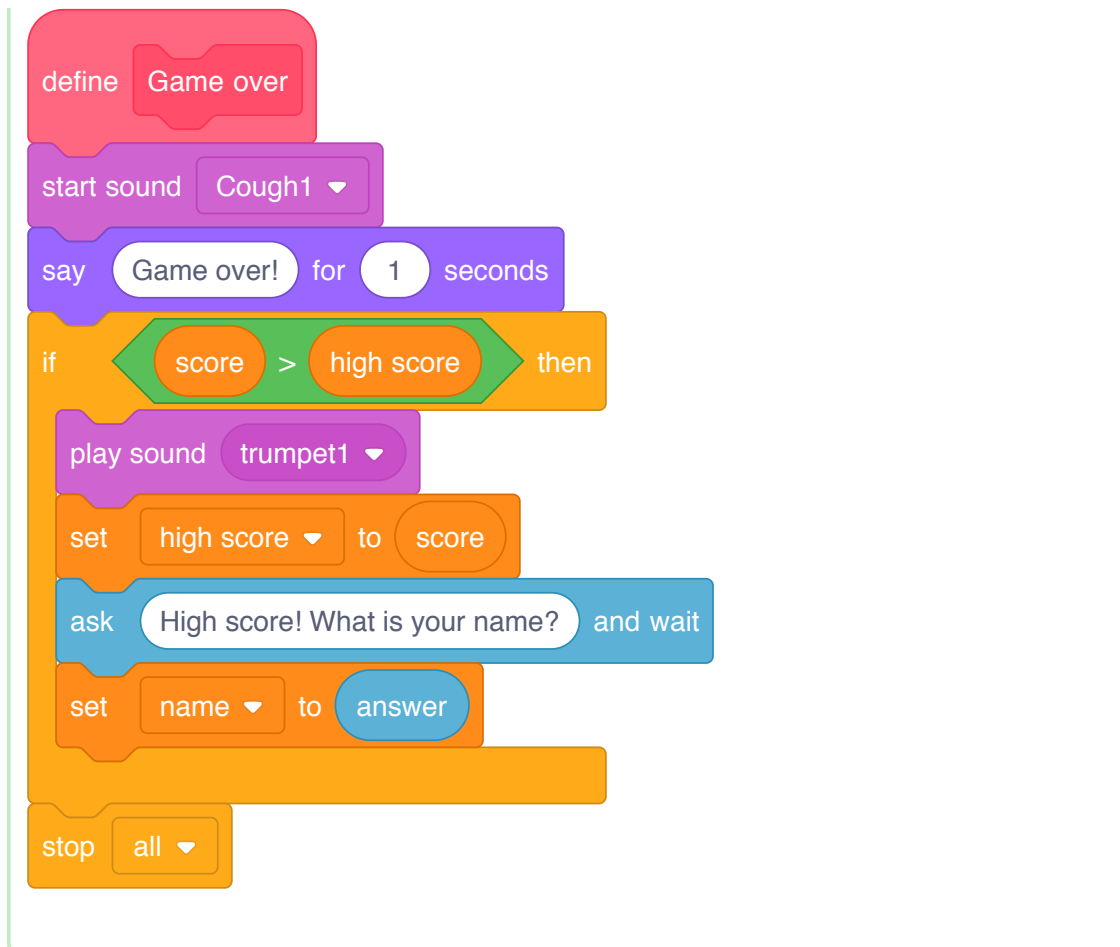 define Game over
start sound Cough1
say Game over! for 1 seconds
if score > high score then
play sound trumpet1
set high score to score
ask High score! What is your name? and wait
set name to answer
stop all